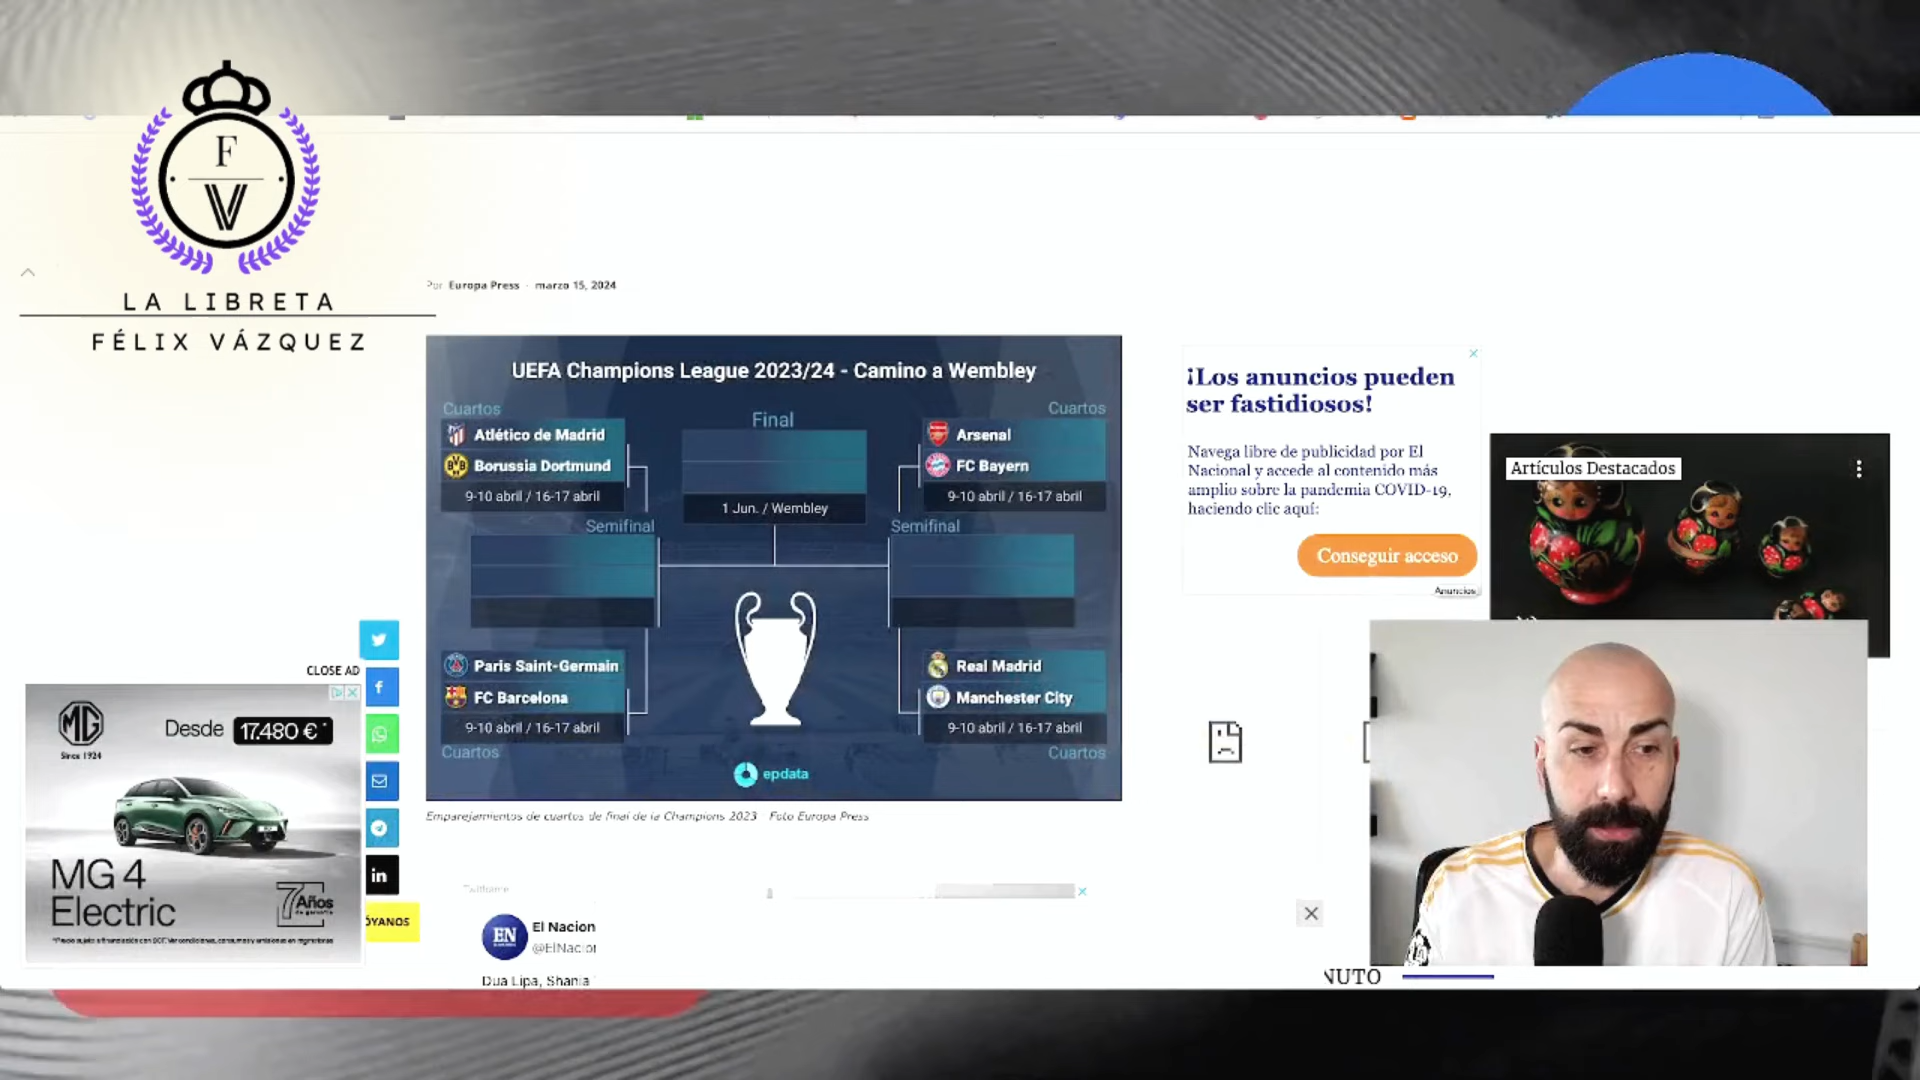 F
V
LA LIBRETA
FÉLIX VÁZQUEZ
Por Europa Press - marzo 15, 2024
UEFA Champions League 2023/24 - Camino a Wembley
Cuartos
Atlético de Madrid
Borussia Dortmund
9-10 abril / 16-17 abril
Final
1 Jun. / Wembley
Cuartos
Arsenal
FC Bayern
9-10 abril / 16-17 abril
Semifinal
Semifinal
Paris Saint-Germain
FC Barcelona
9-10 abril / 16-17 abril
Cuartos
Real Madrid
Manchester City
9-10 abril / 16-17 abril
Cuartos
epdata
Emparejamientos de cuartos de final de la Champions 2023 Foto Europa Press
¡Los anuncios pueden
ser fastidiosos!
Navega libre de publicidad por El
Nacional y accede al contenido más
amplio sobre la pandemia COVID-19,
haciendo clic aquí:
Conseguir acceso
Anuncios
Artículos Destacados
CLOSE AD
MG
Since 1924
Desde 17.480 €*
MG 4
Electric
7 Años
de garantía
in
ÓYANOS
EN
El Nacion
@ElNacior
Dua Lipa, Shania
NUTO